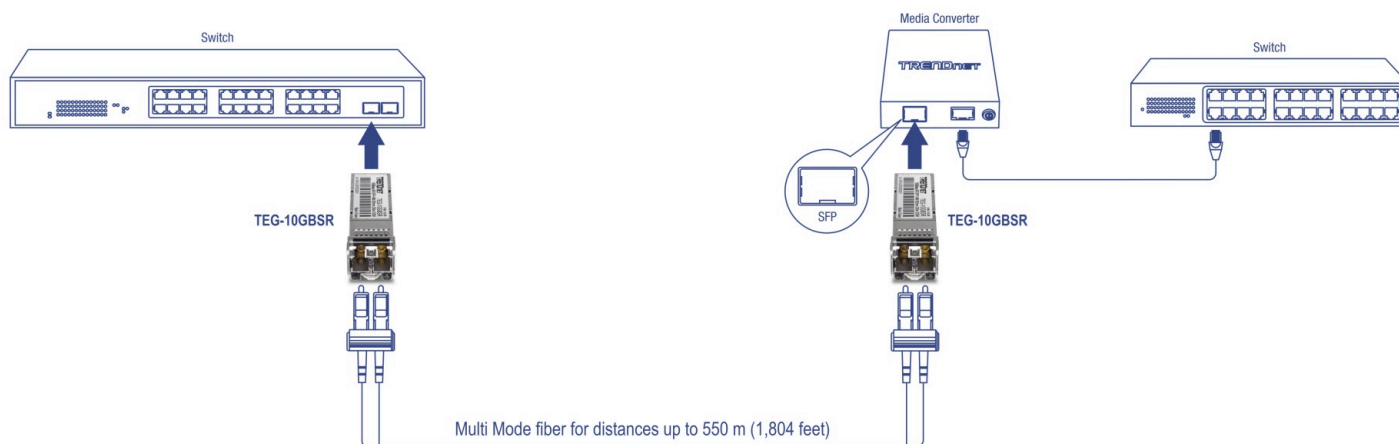 Switch
Media Converter
Switch
TRENDnet
SFP
TEG-10GBSR
TEG-10GBSR
Multi Mode fiber for distances up to 550 m (1,804 feet)